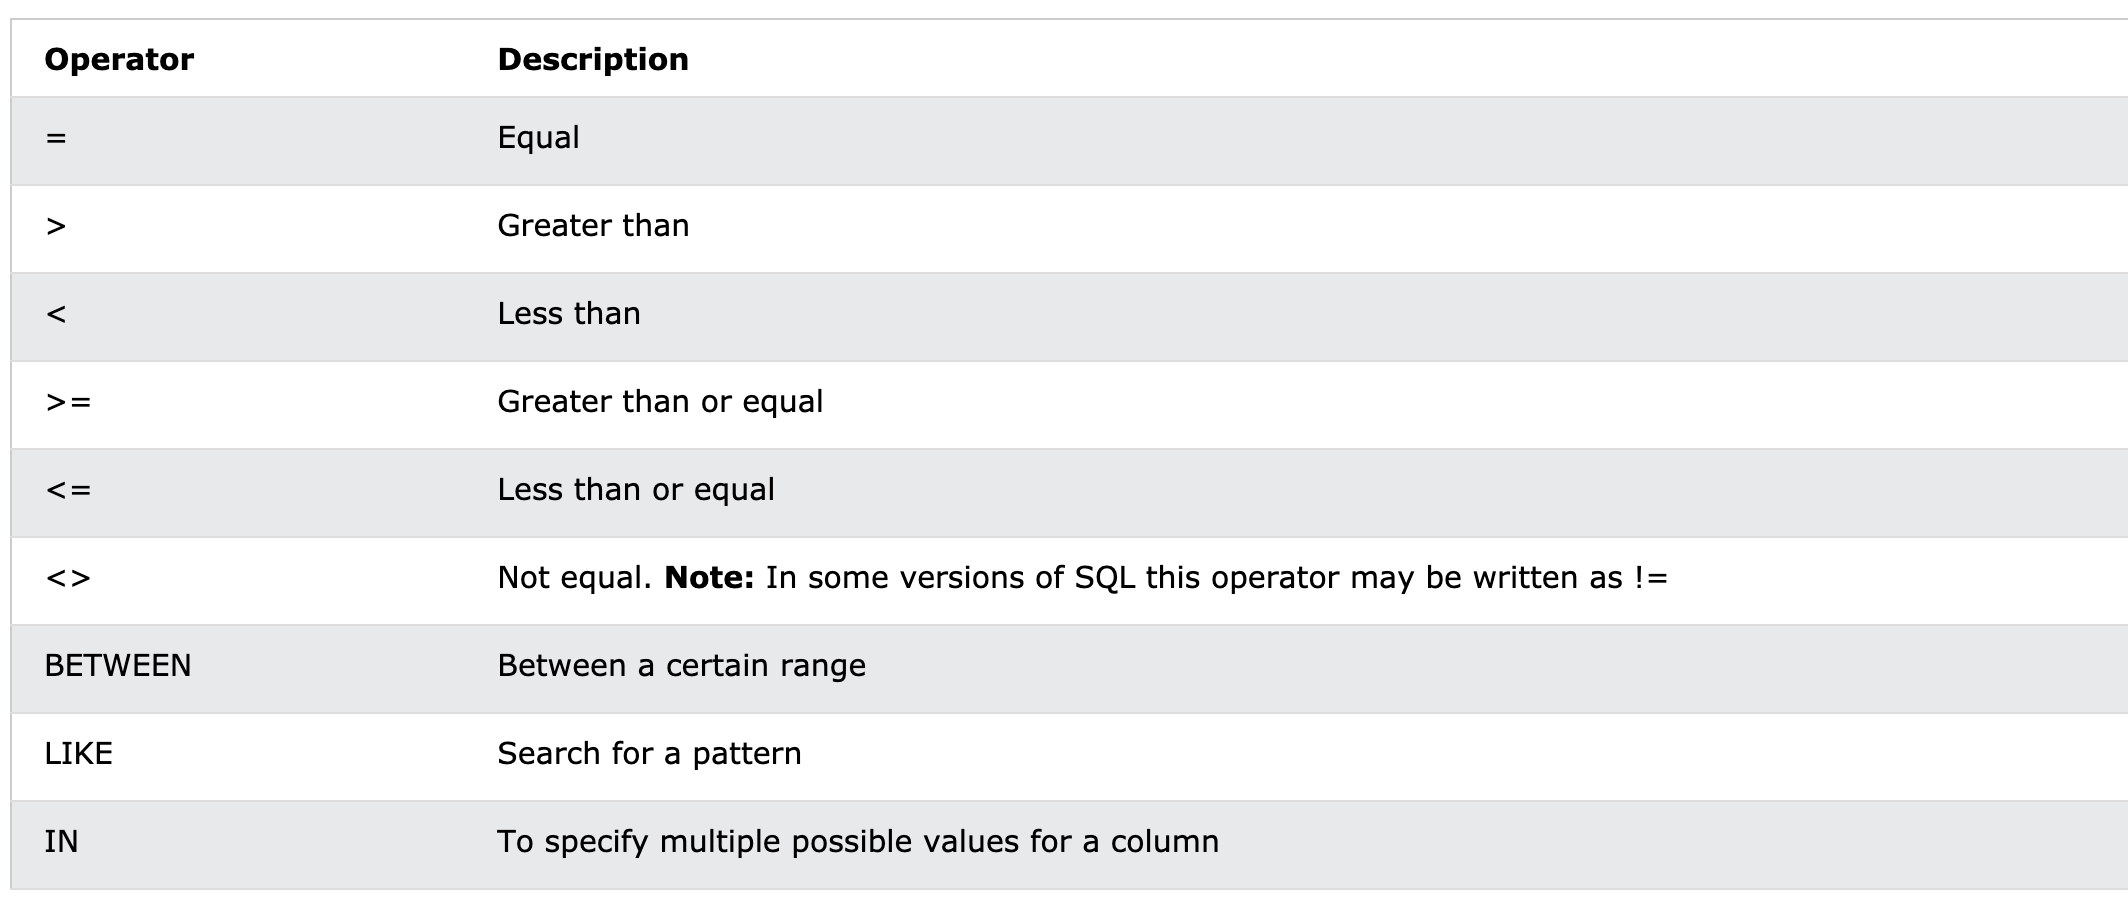 Operator Description
= Equal
> Greater than
< Less than
>= Greater than or equal
<= Less than or equal
<> Not equal. Note: In some versions of SQL this operator may be written as !=
BETWEEN Between a certain range
LIKE Search for a pattern
IN To specify multiple possible values for a column